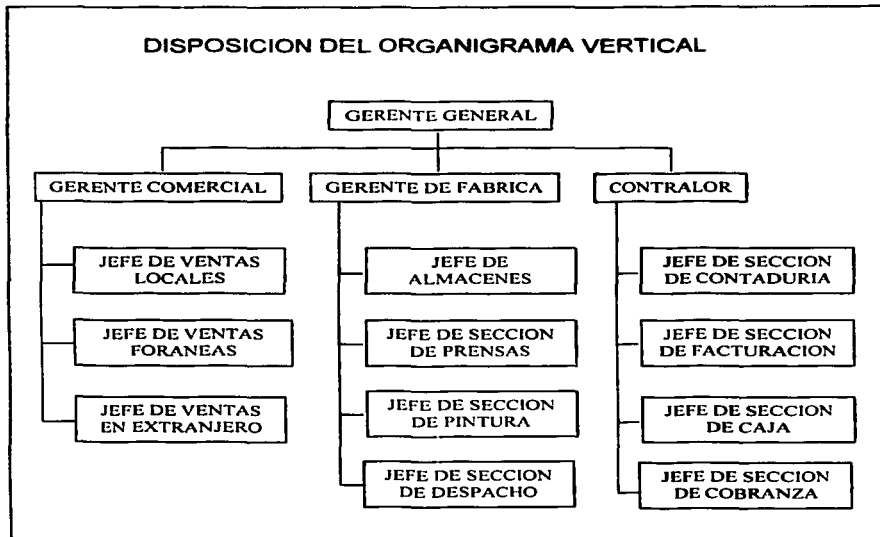 DISPOSICION DEL ORGANIGRAMA VERTICAL
GERENTE GENERAL
GERENTE COMERCIAL
JEFE DE VENTAS
LOCALES
JEFE DE VENTAS
FORANEAS
JEFE DE VENTAS
EN EXTRANJERO
GERENTE DE FABRICA
JEFE DE
ALMACENES
JEFE DE SECCION
DE PRENSAS
JEFE DE SECCION
DE PINTURA
JEFE DE SECCION
DE DESPACHO
CONTRALOR
JEFE DE SECCION
DE CONTADURIA
JEFE DE SECCION
DE FACTURACION
JEFE DE SECCION
DE CAJA
JEFE DE SECCION
DE COBRANZA